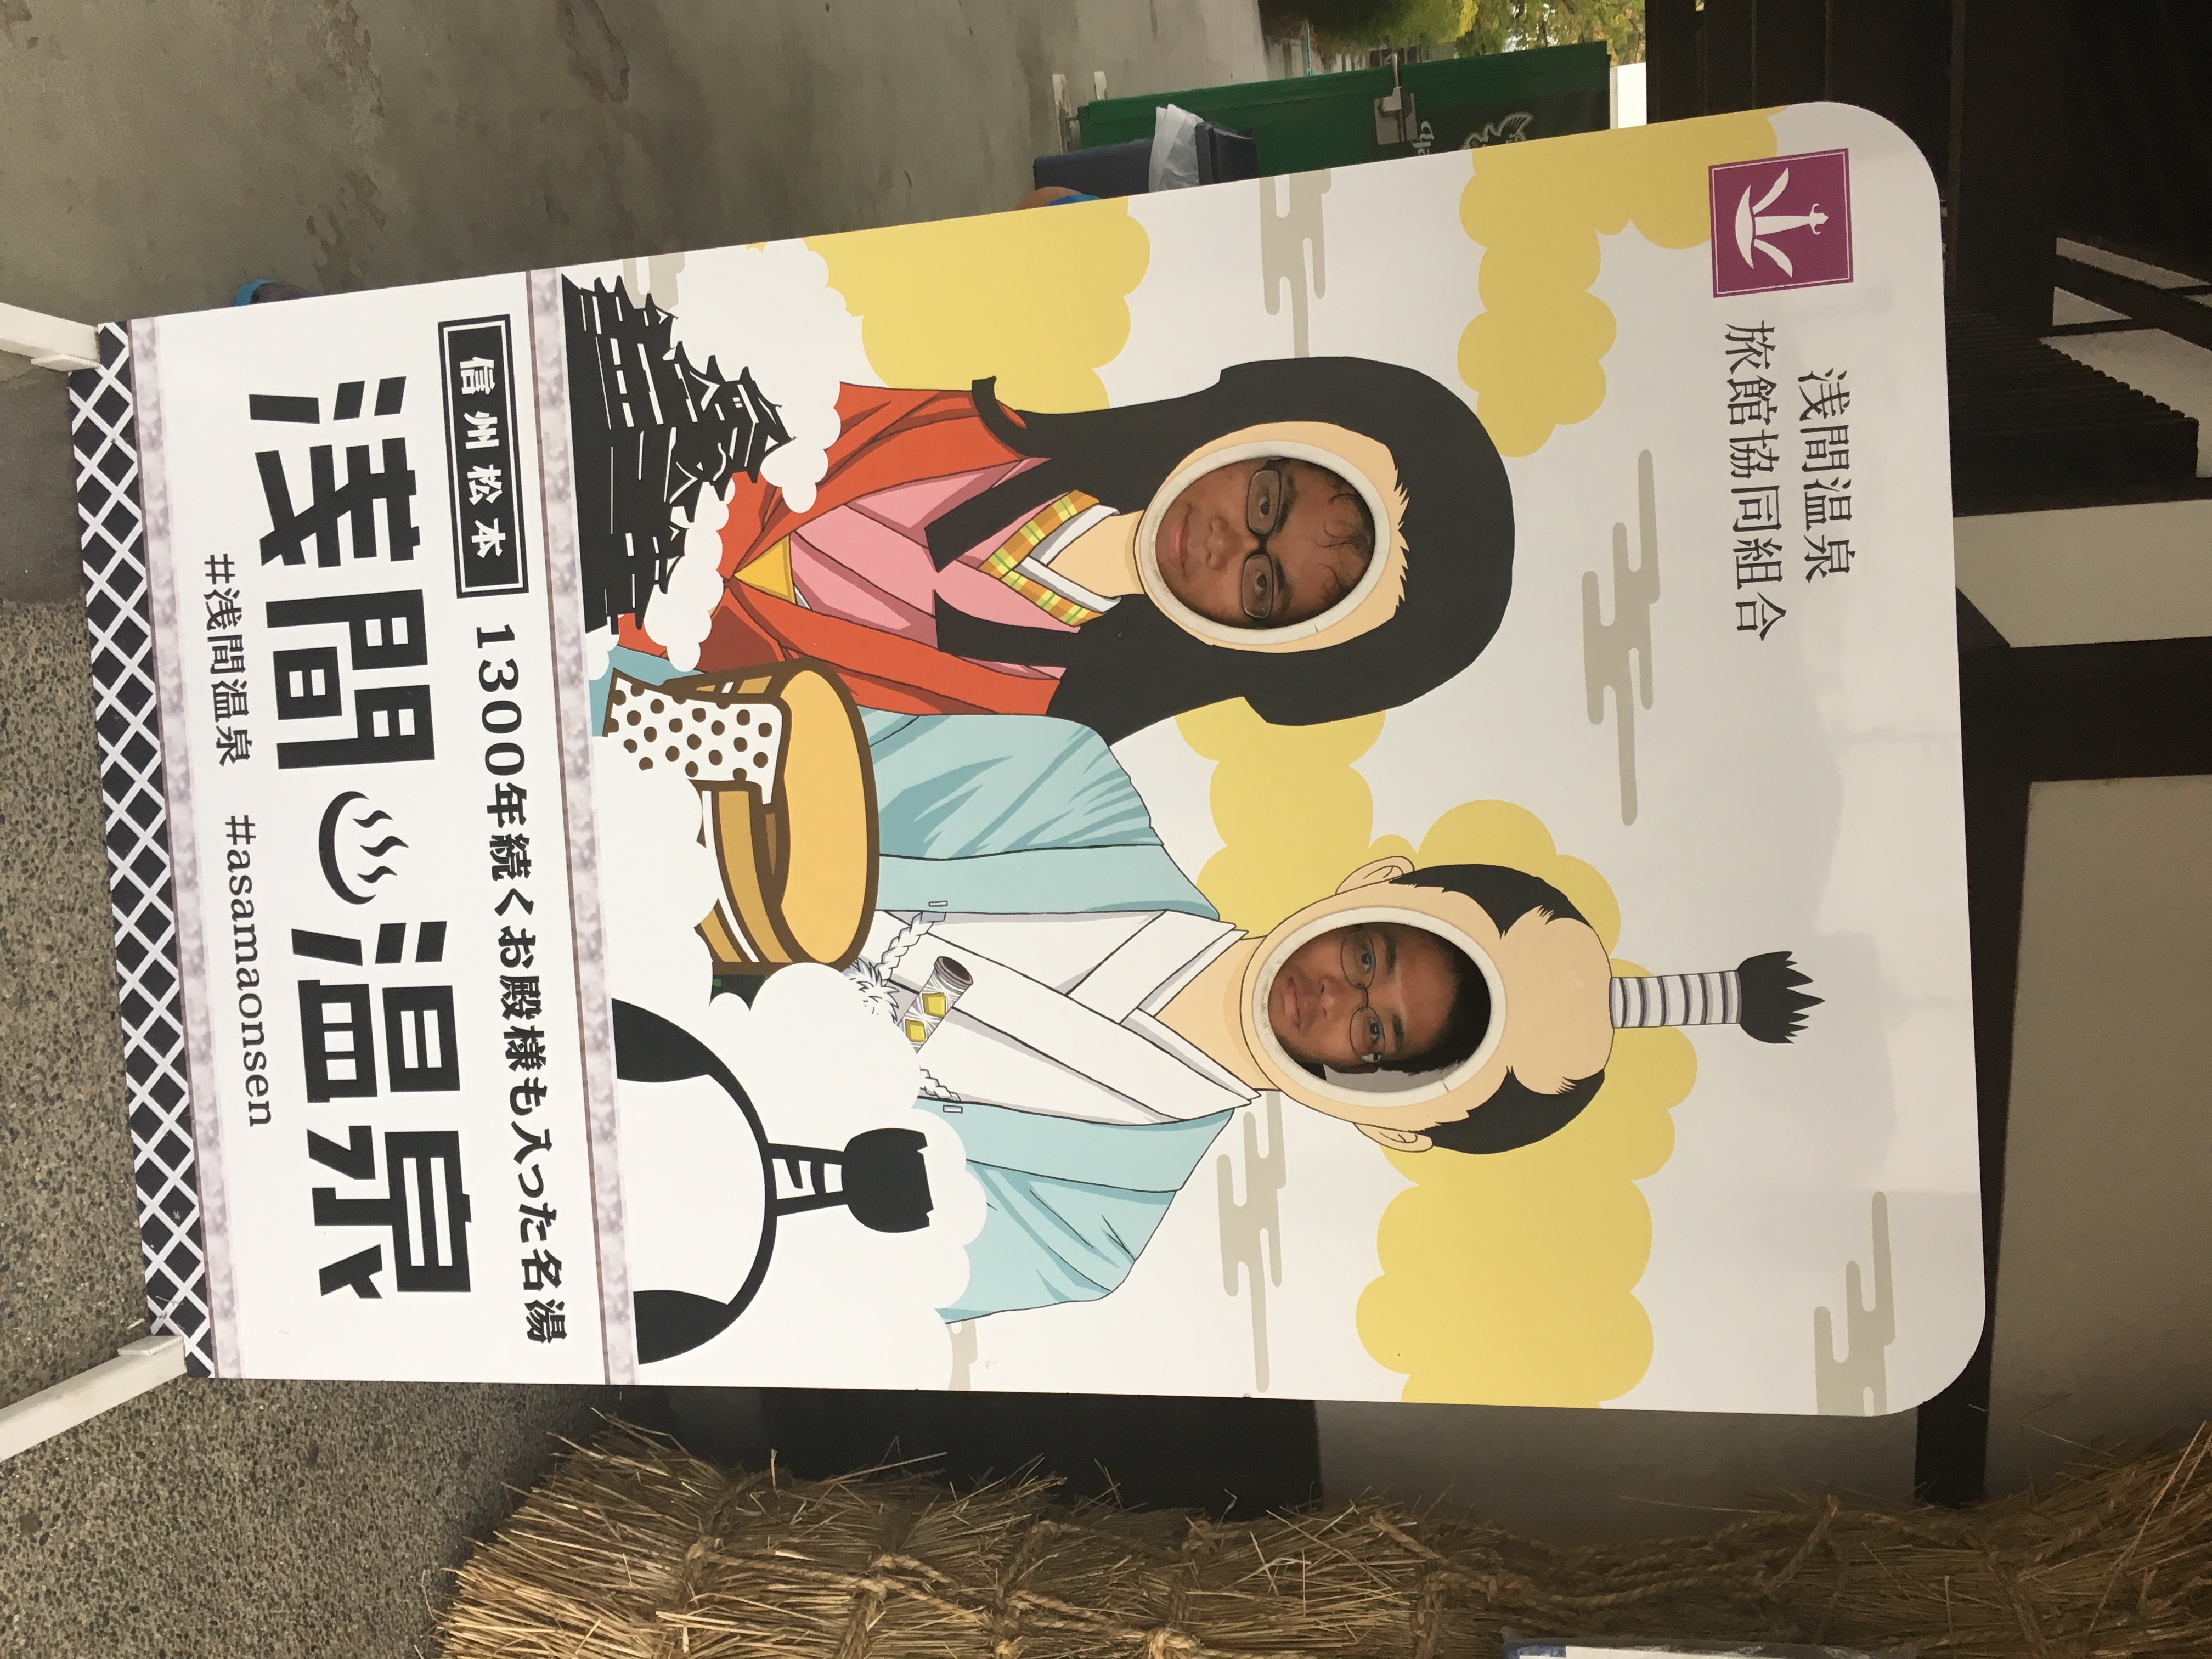 浅間温泉
旅館協同組合
信州松本 1300年続くお殿様も入った名湯
浅間♨温泉
#浅間温泉 #asamaonsen